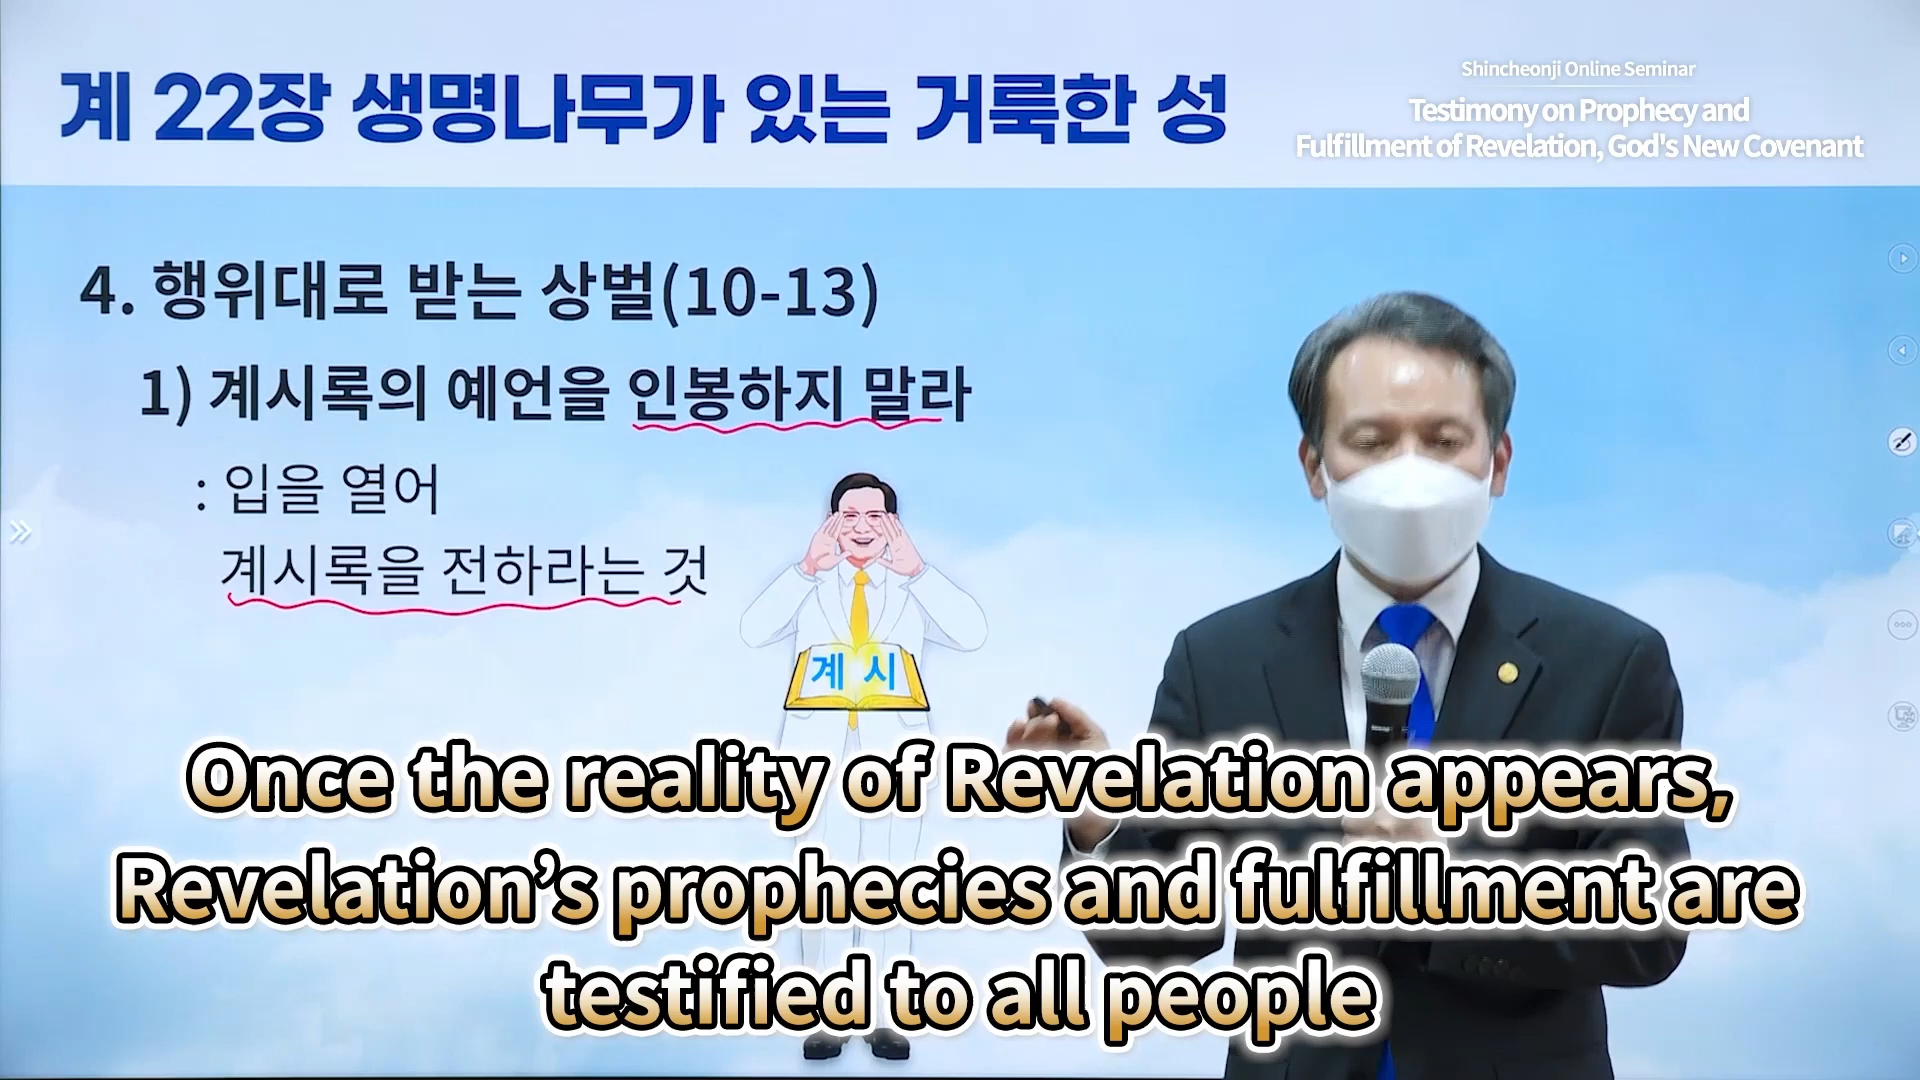 계 22장 생명나무가 있는 거룩한 성
Shincheonji Online Seminar
Testimony on Prophecy and
Fulfillment of Revelation, God's New Covenant
4. 행위대로 받는 상벌(10-13)
1) 계시록의 예언을 인봉하지 말라
: 입을 열어
계시록을 전하라는 것
계 시
Once the reality of Revelation appears,
Revelation’s prophecies and fulfillment are
testified to all people